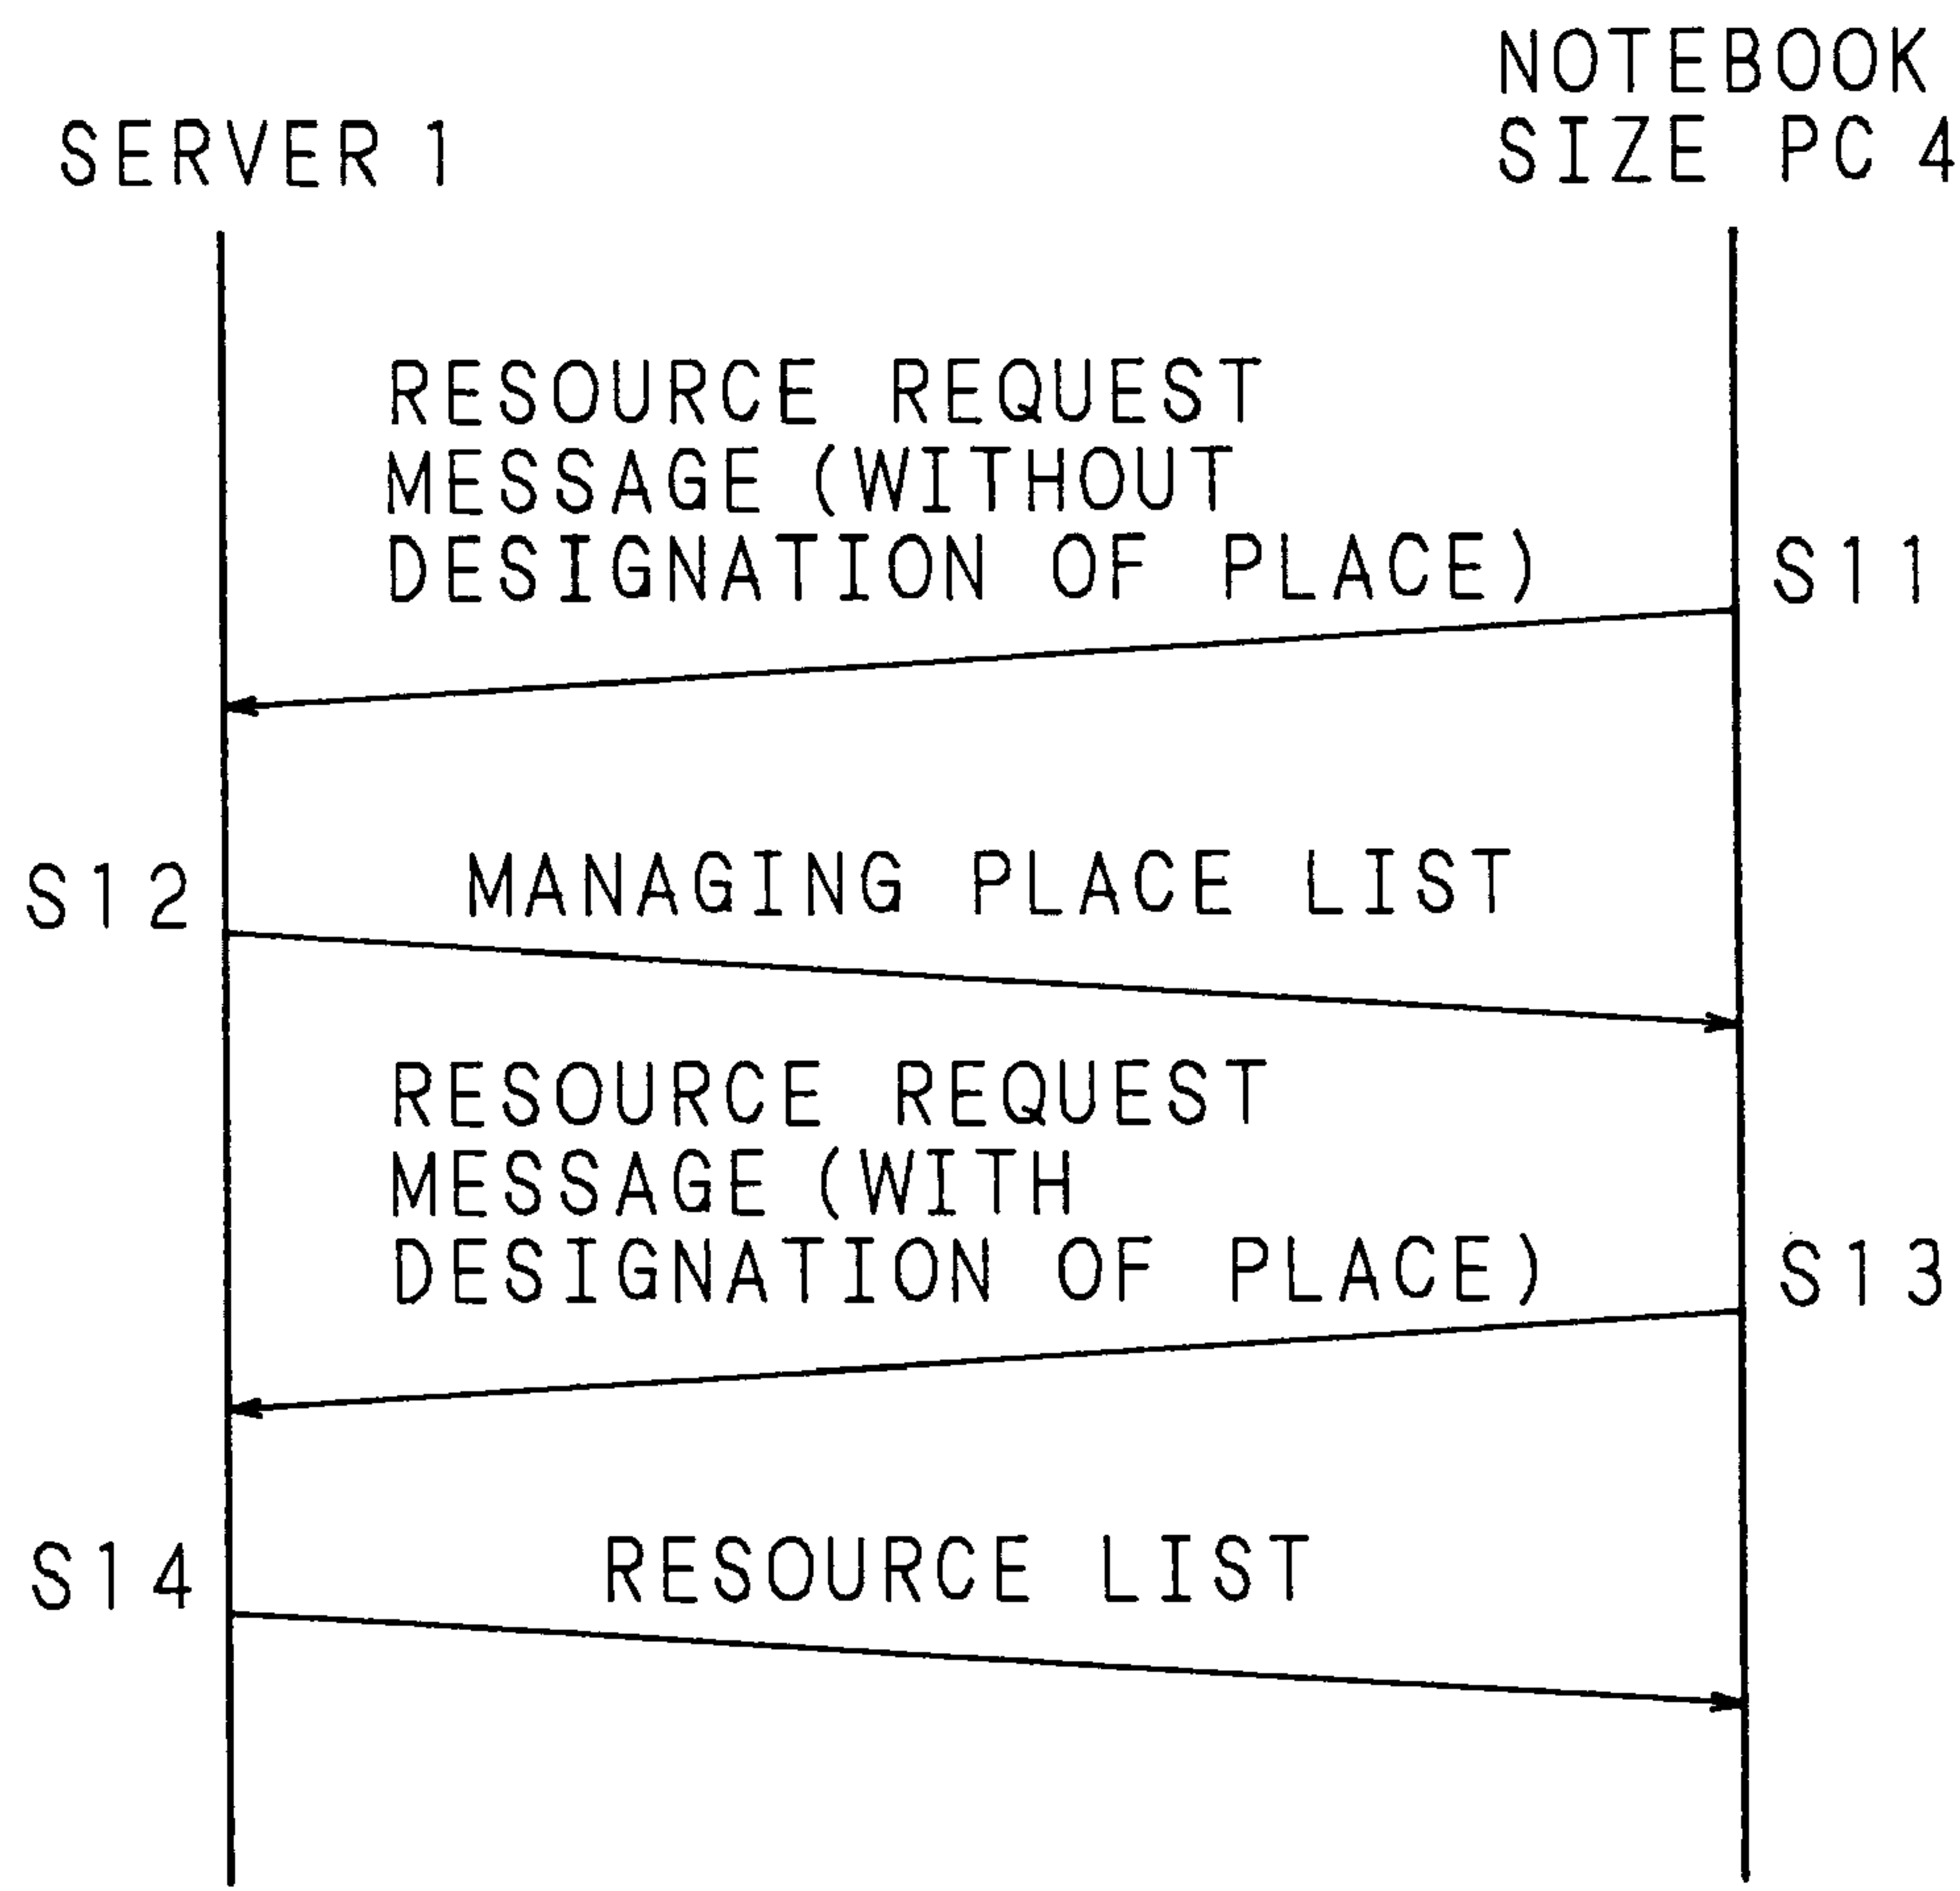 NOTEBOOK
SIZE PC 4
SERVER 1
RESOURCE REQUEST
MESSAGE (WITHOUT
DESIGNATION OF PLACE)
S11
S12
MANAGING PLACE LIST
RESOURCE REQUEST
MESSAGE (WITH
DESIGNATION OF PLACE)
S13
S14
RESOURCE LIST